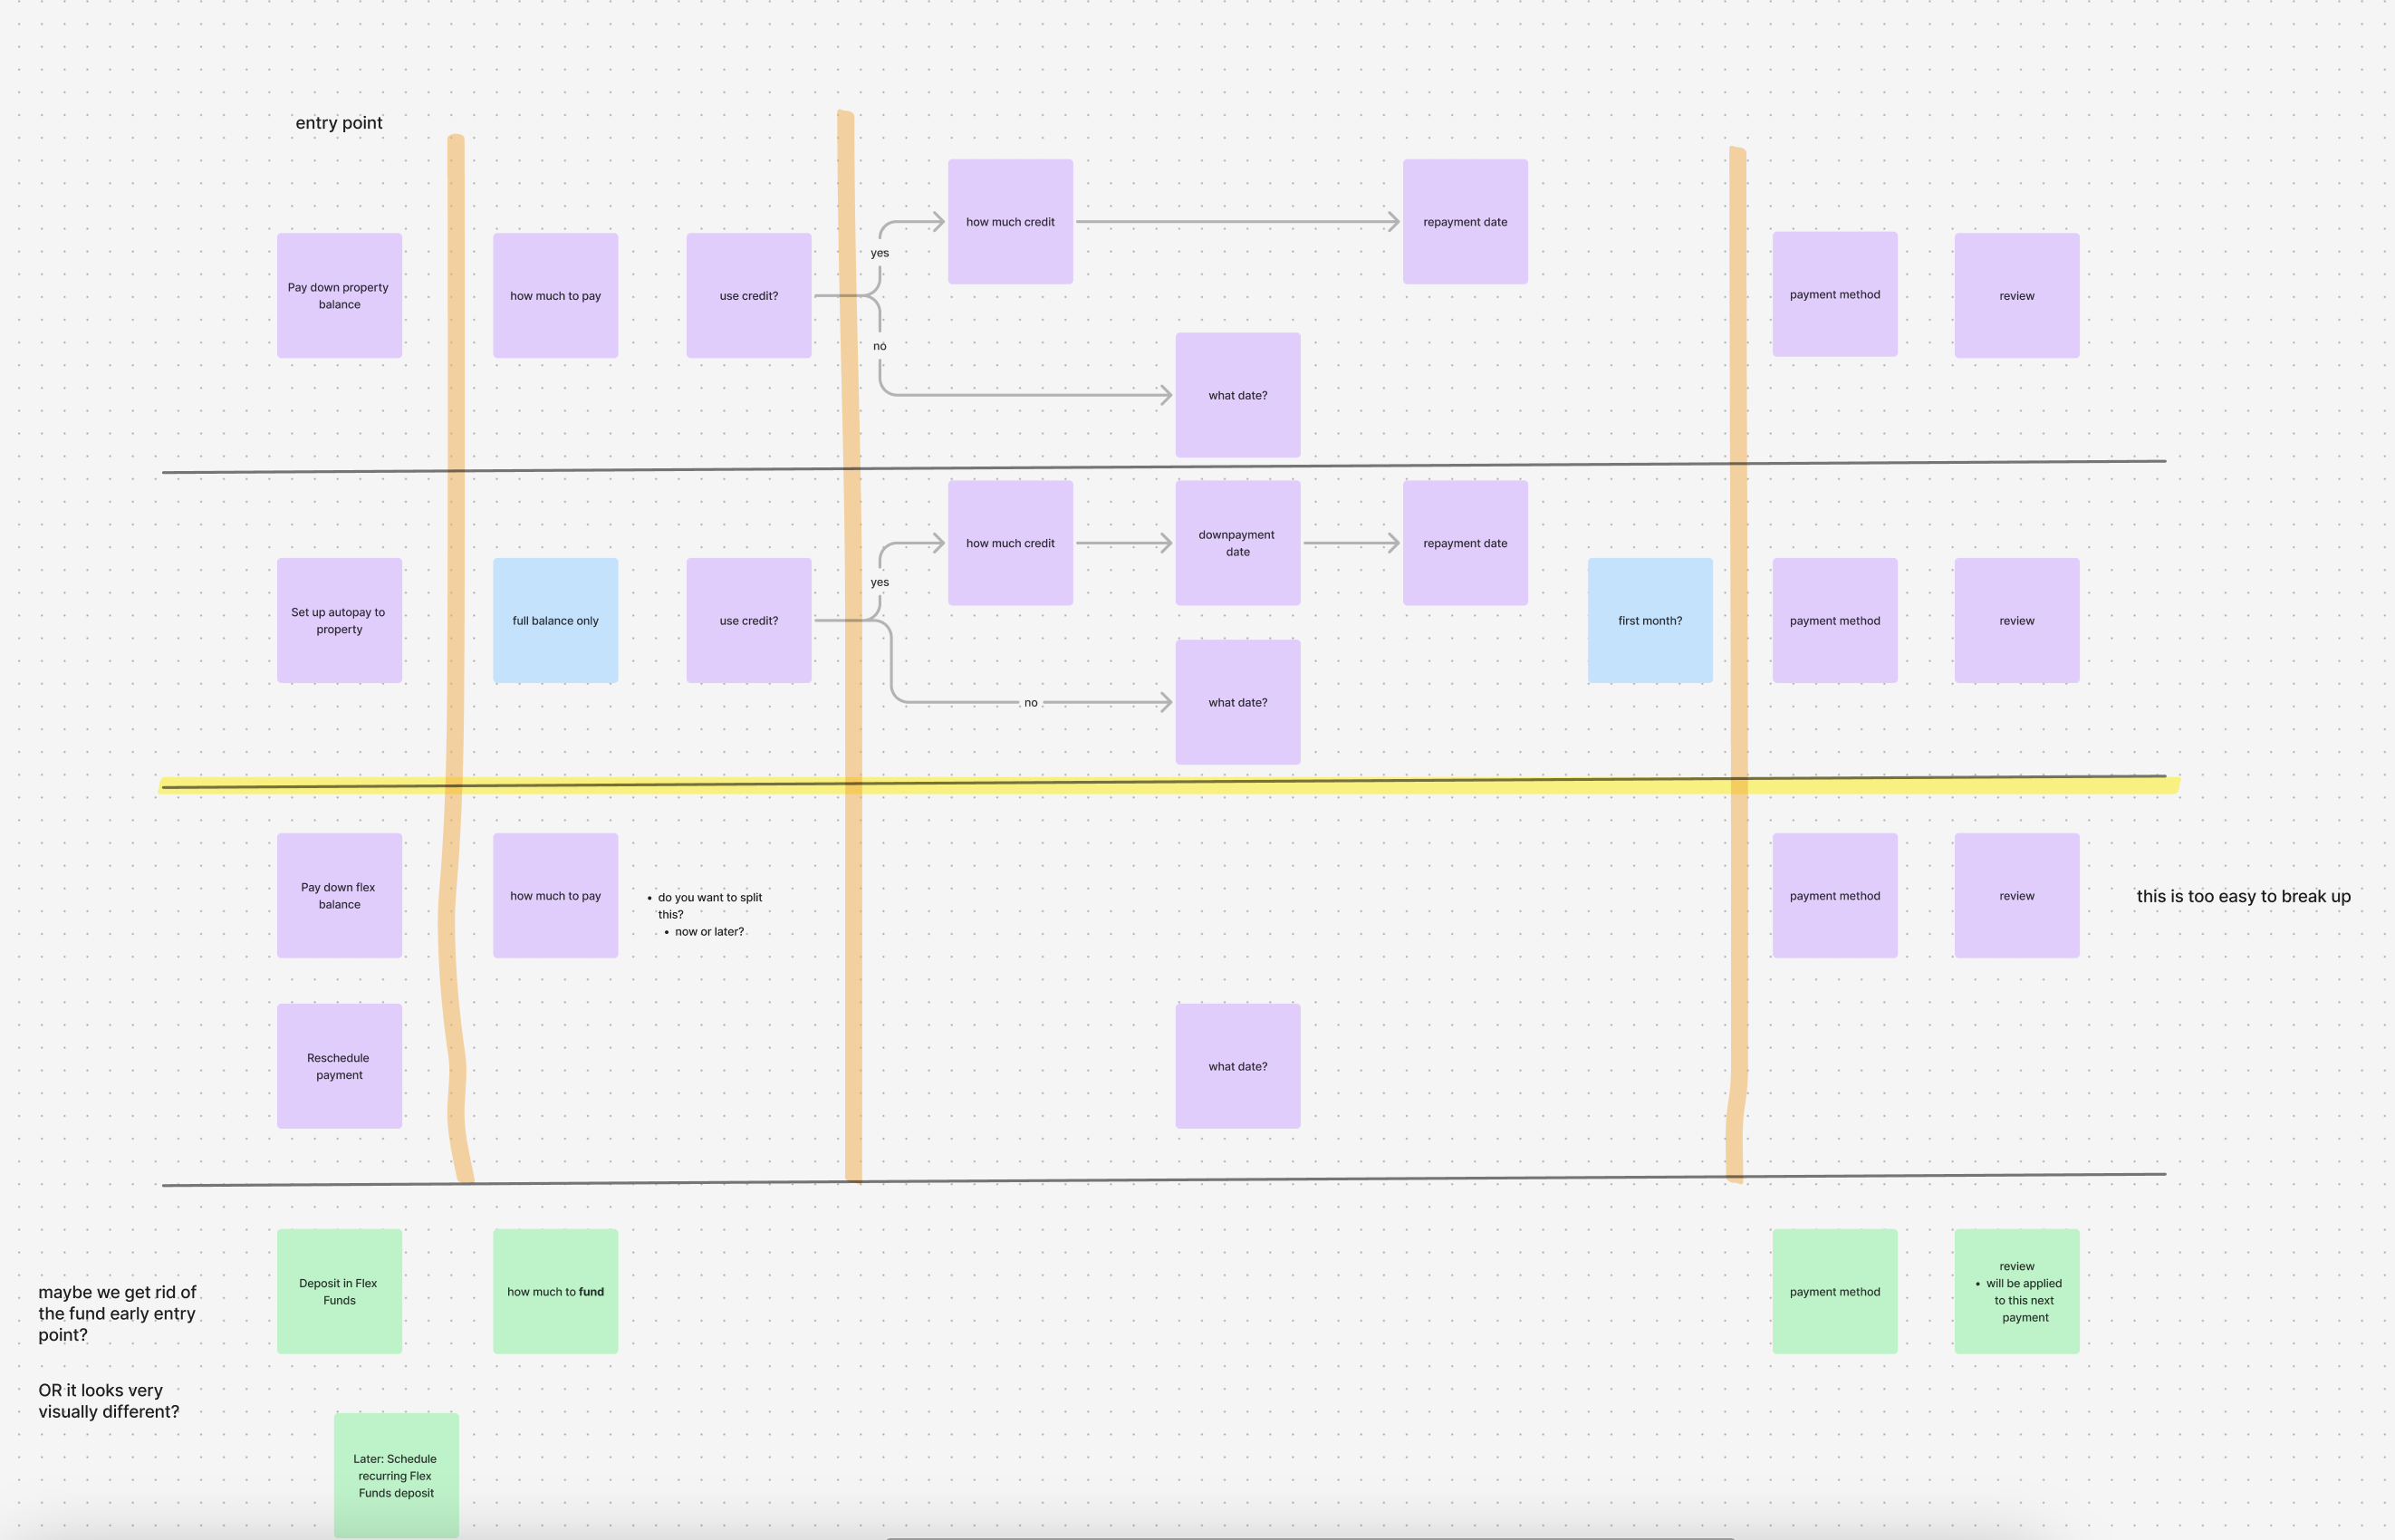 entry point
how much credit
repayment date
yes
Pay down property
balance
how much to pay
use credit?
payment method
review
no
what date?
how much credit
downpayment
date
repayment date
yes
Set up autopay to
property
full balance only
use credit?
first month?
payment method
review
no
what date?
Pay down flex
balance
how much to pay
• do you want to split
this?
• now or later?
payment method
review
this is too easy to break up
Reschedule
payment
what date?
maybe we get rid of
the fund early entry
point?
Deposit in Flex
Funds
how much to fund
payment method
review
• will be applied
to this next
payment
OR it looks very
visually different?
Later: Schedule
recurring Flex
Funds deposit